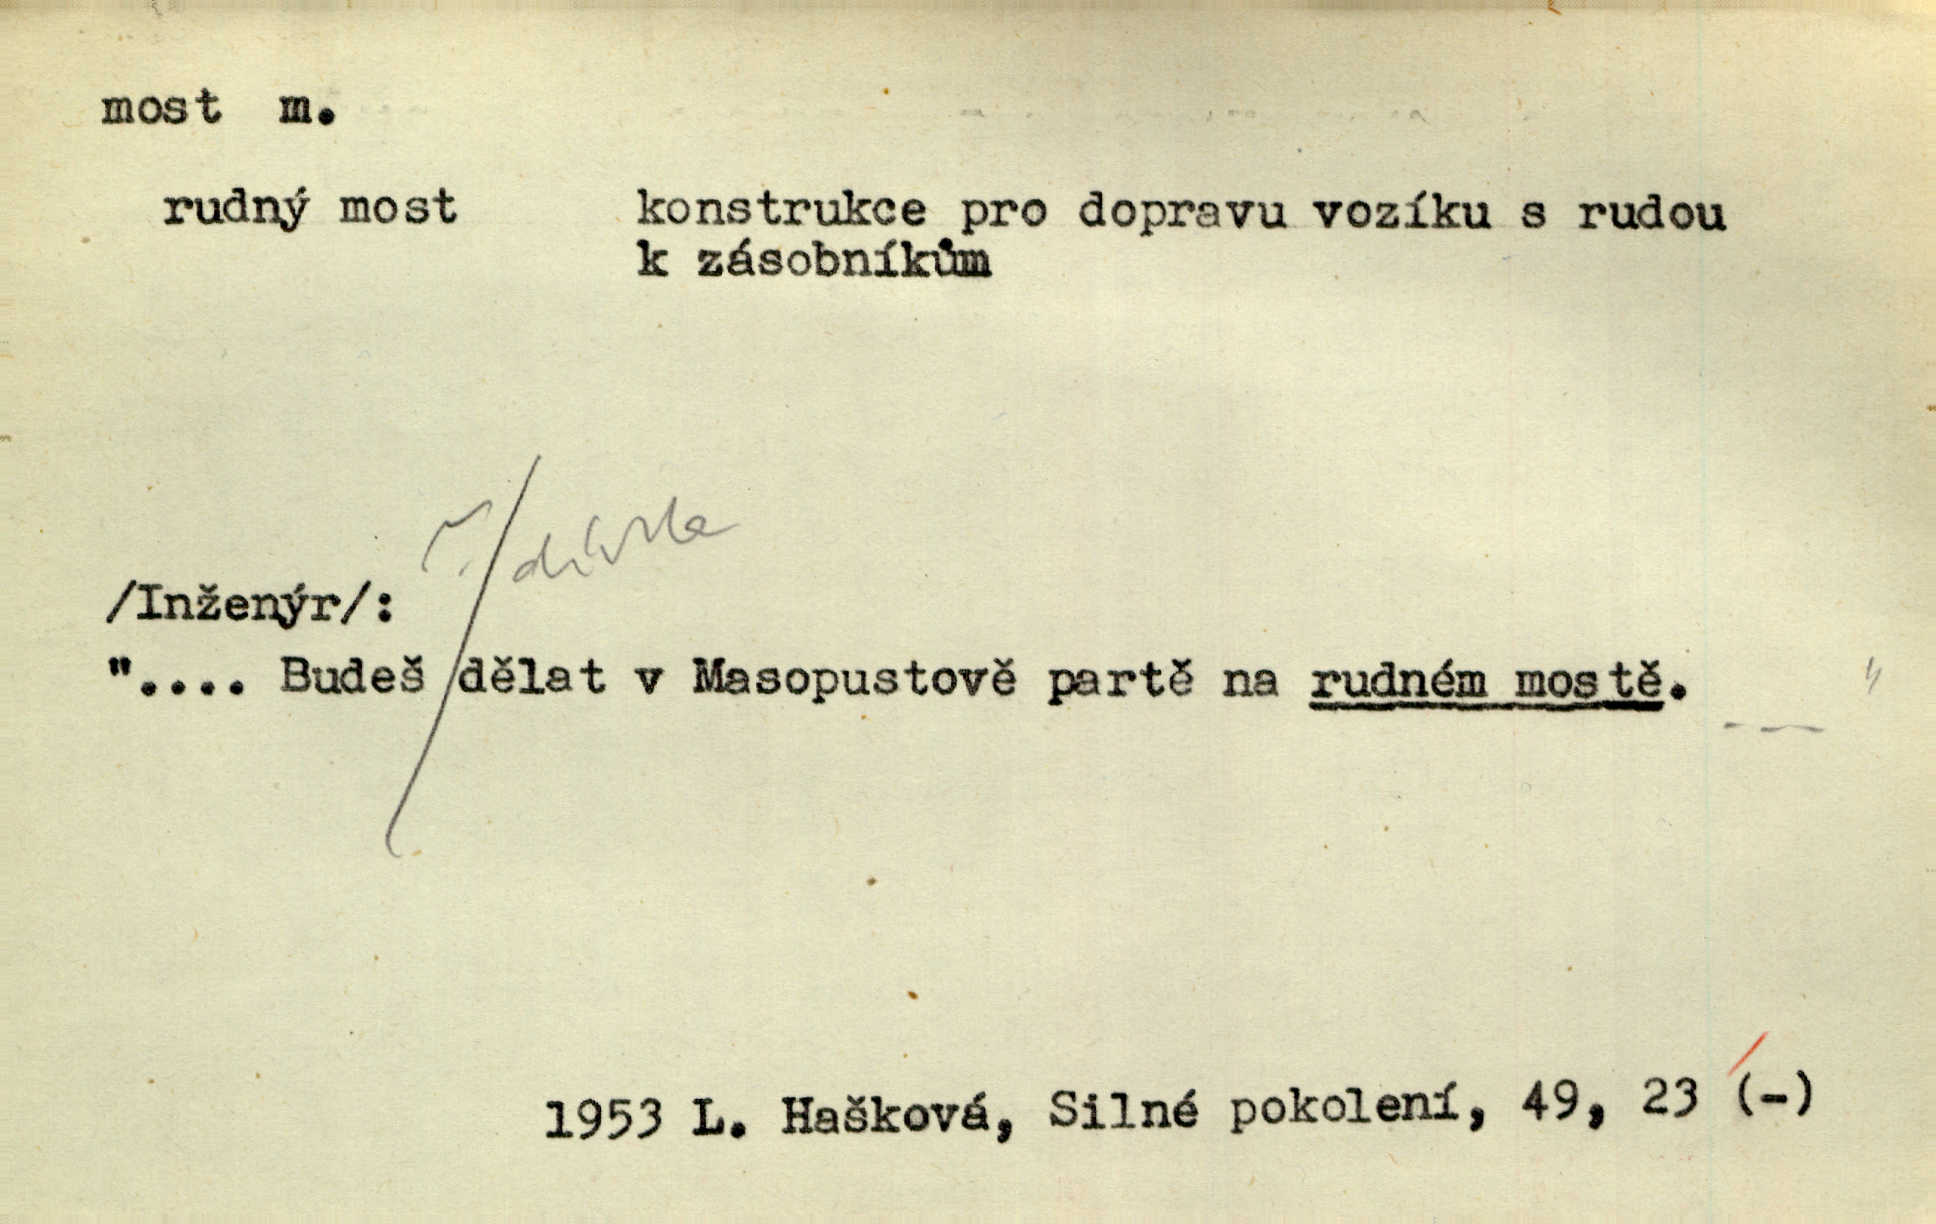 most m.
rudný most konstrukce pro dopravu vozíku s rudou
k zásobníkům
/Inženýr/:
".... Budeš dělat v Masopustově partě na rudném mostě. "
1953 L. Hašková, Silné pokolení, 49, 23 (-)